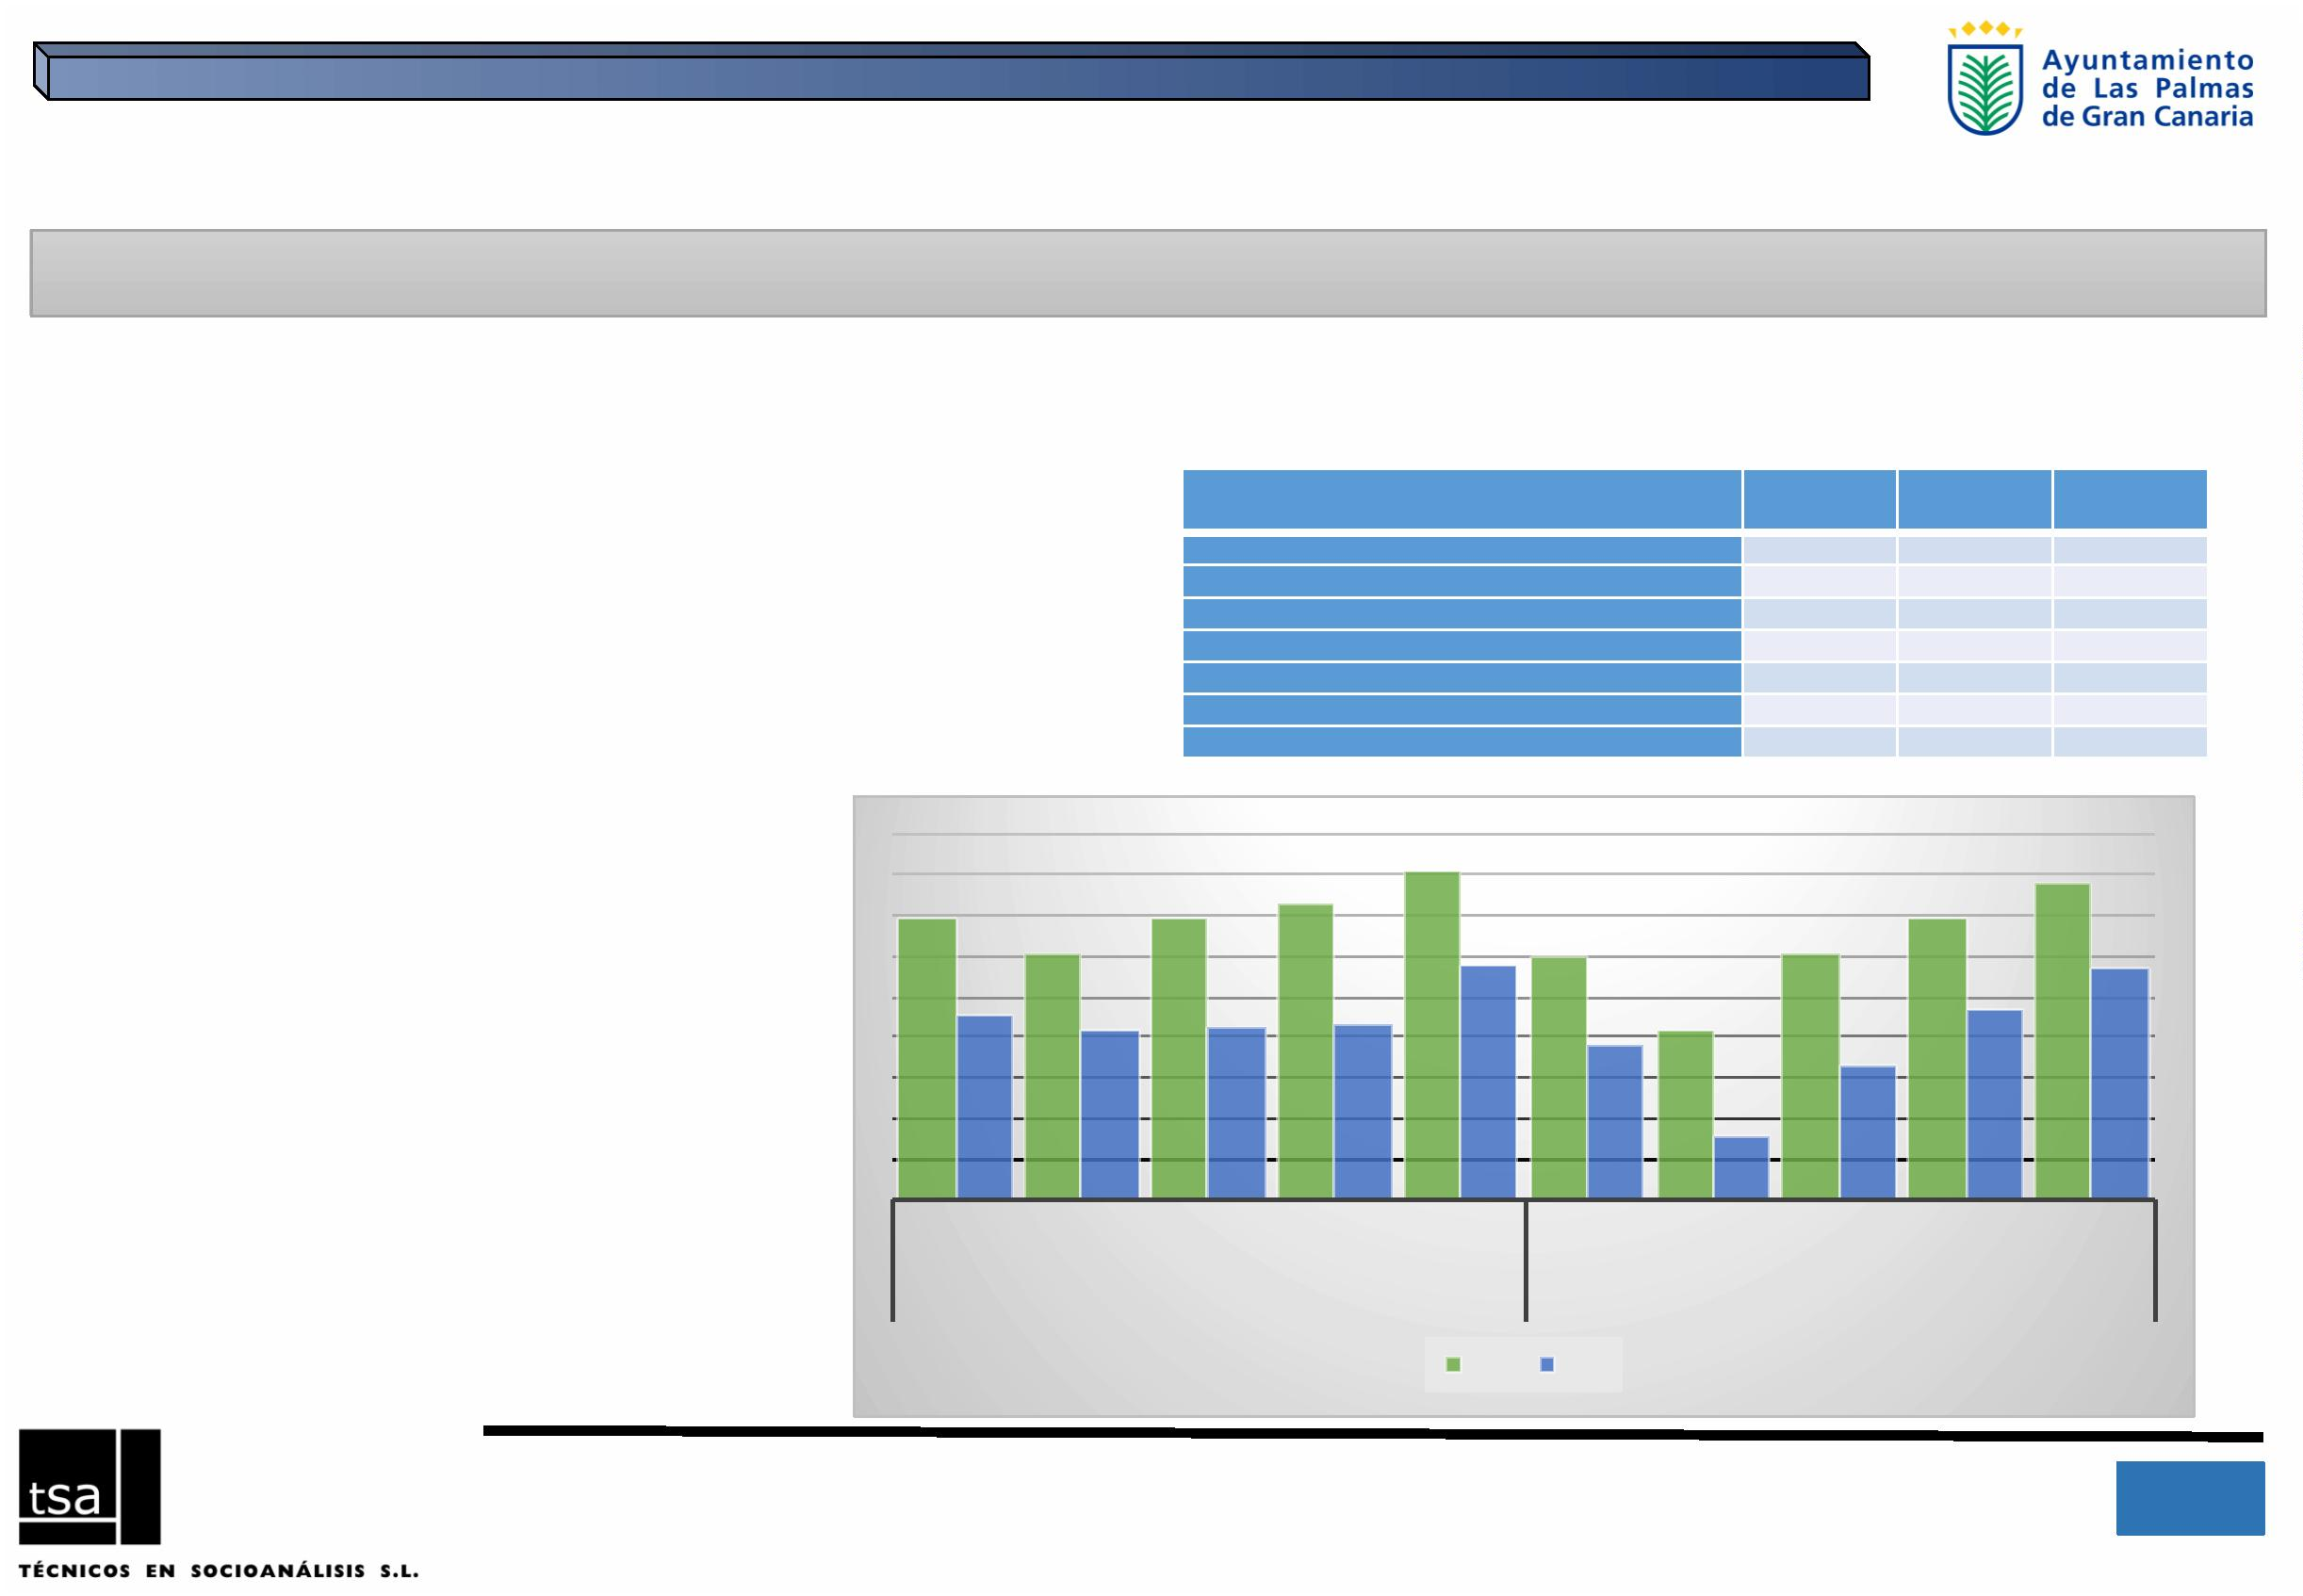 Ayuntamiento
de Las Palmas
de Gran Canaria
tsa
TÉCNICOS EN SOCIOANÁLISIS S.L.